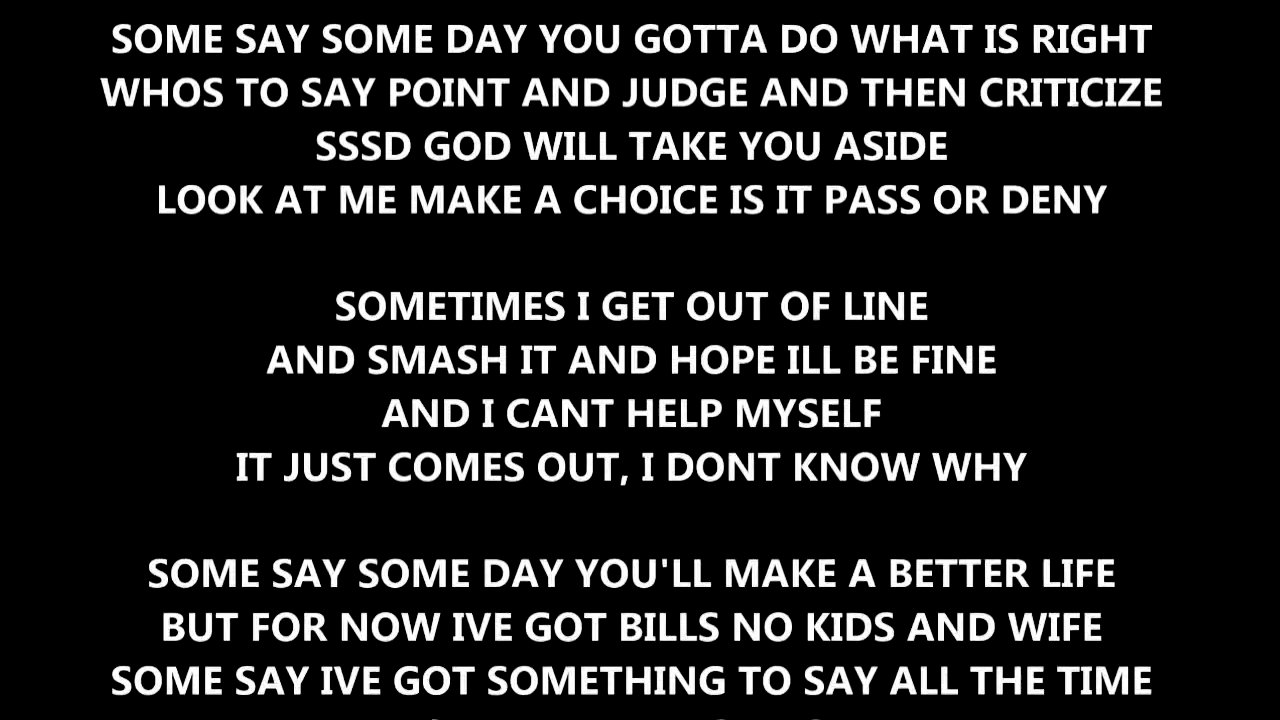 SOME SAY SOME DAY YOU GOTTA DO WHAT IS RIGHT
WHOS TO SAY POINT AND JUDGE AND THEN CRITICIZE
SSSD GOD WILL TAKE YOU ASIDE
LOOK AT ME MAKE A CHOICE IS IT PASS OR DENY
SOMETIMES I GET OUT OF LINE
AND SMASH IT AND HOPE ILL BE FINE
AND I CANT HELP MYSELF
IT JUST COMES OUT, I DONT KNOW WHY
SOME SAY SOME DAY YOU'LL MAKE A BETTER LIFE
BUT FOR NOW IVE GOT BILLS NO KIDS AND WIFE
SOME SAY IVE GOT SOMETHING TO SAY ALL THE TIME